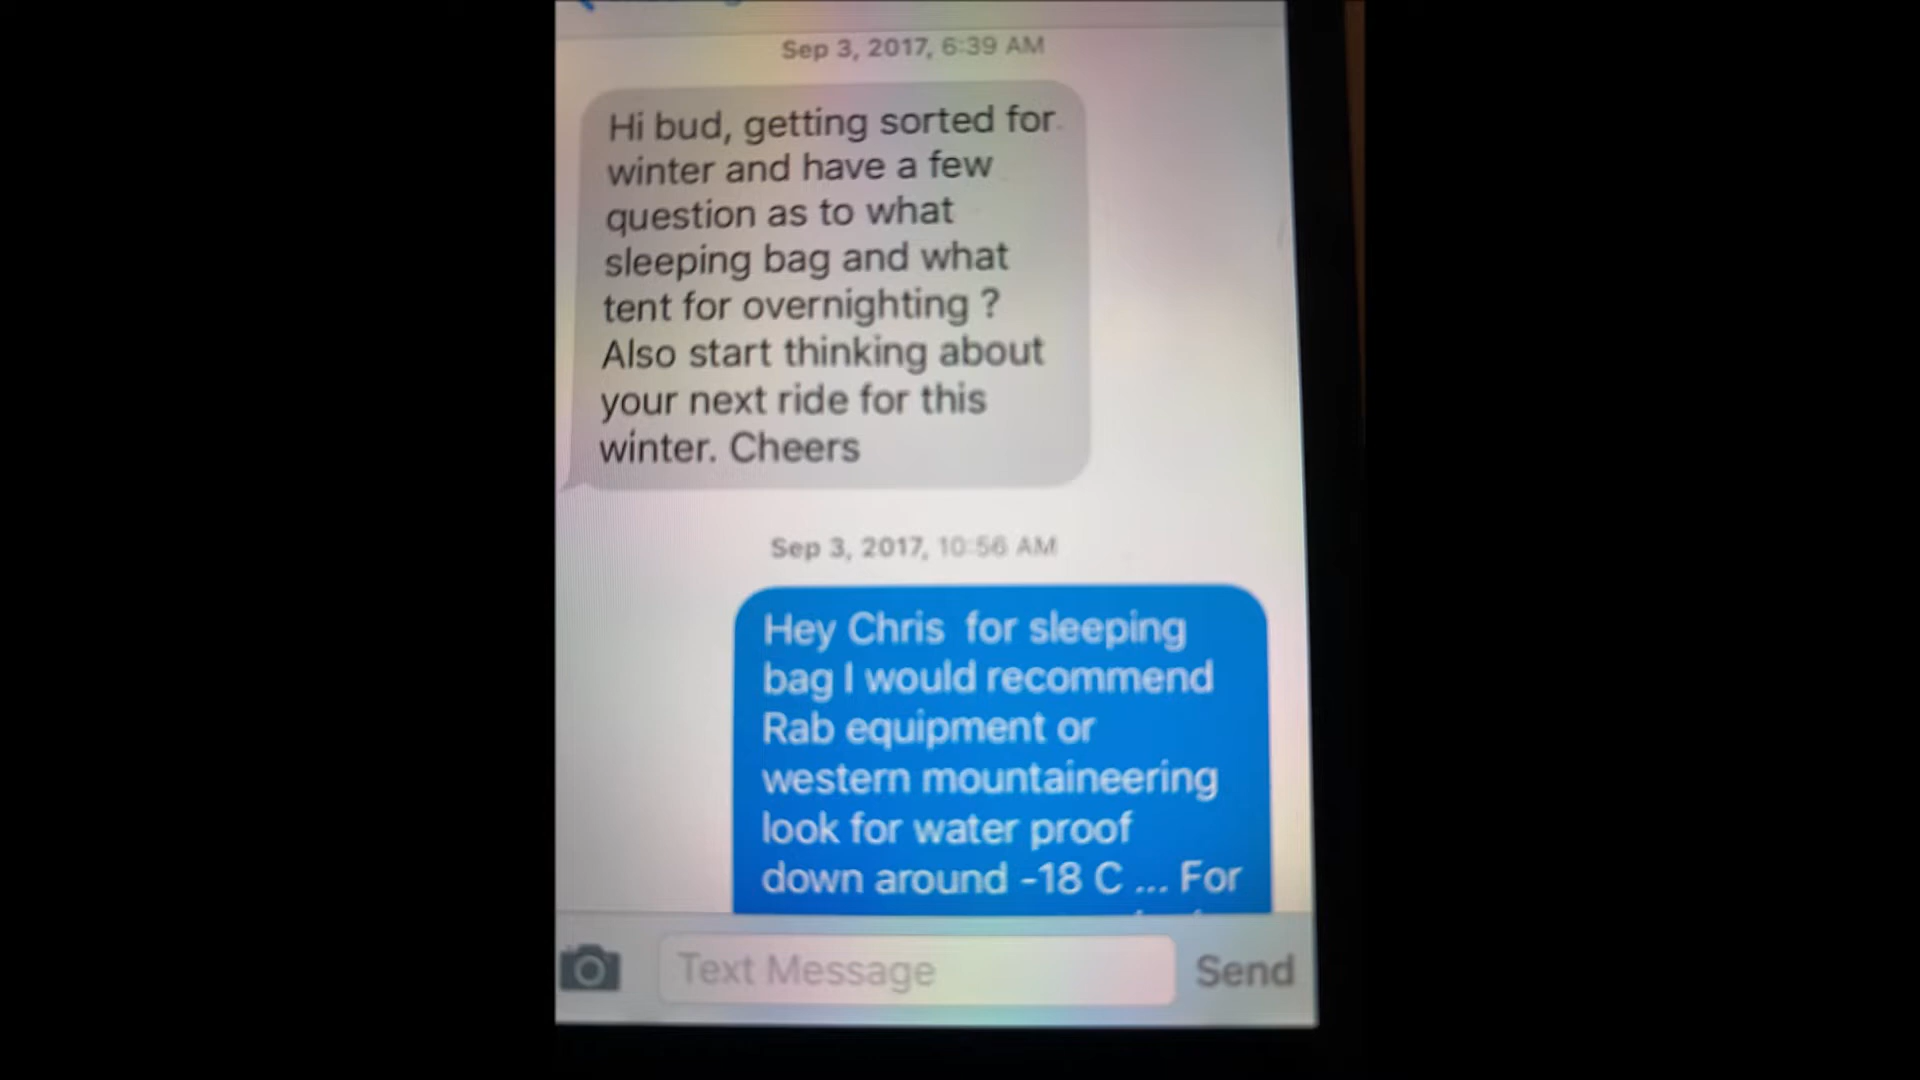 Sep 3, 2017, 6:39 AM
Hi bud, getting sorted for
winter and have a few
question as to what
sleeping bag and what
tent for overnighting ?
Also start thinking about
your next ride for this
winter. Cheers
Sep 3, 2017, 10:56 AM
Hey Chris  for sleeping
bag I would recommend
Rab equipment or
western mountaineering
look for water proof
down around -18 C ... For
Text Message
Send